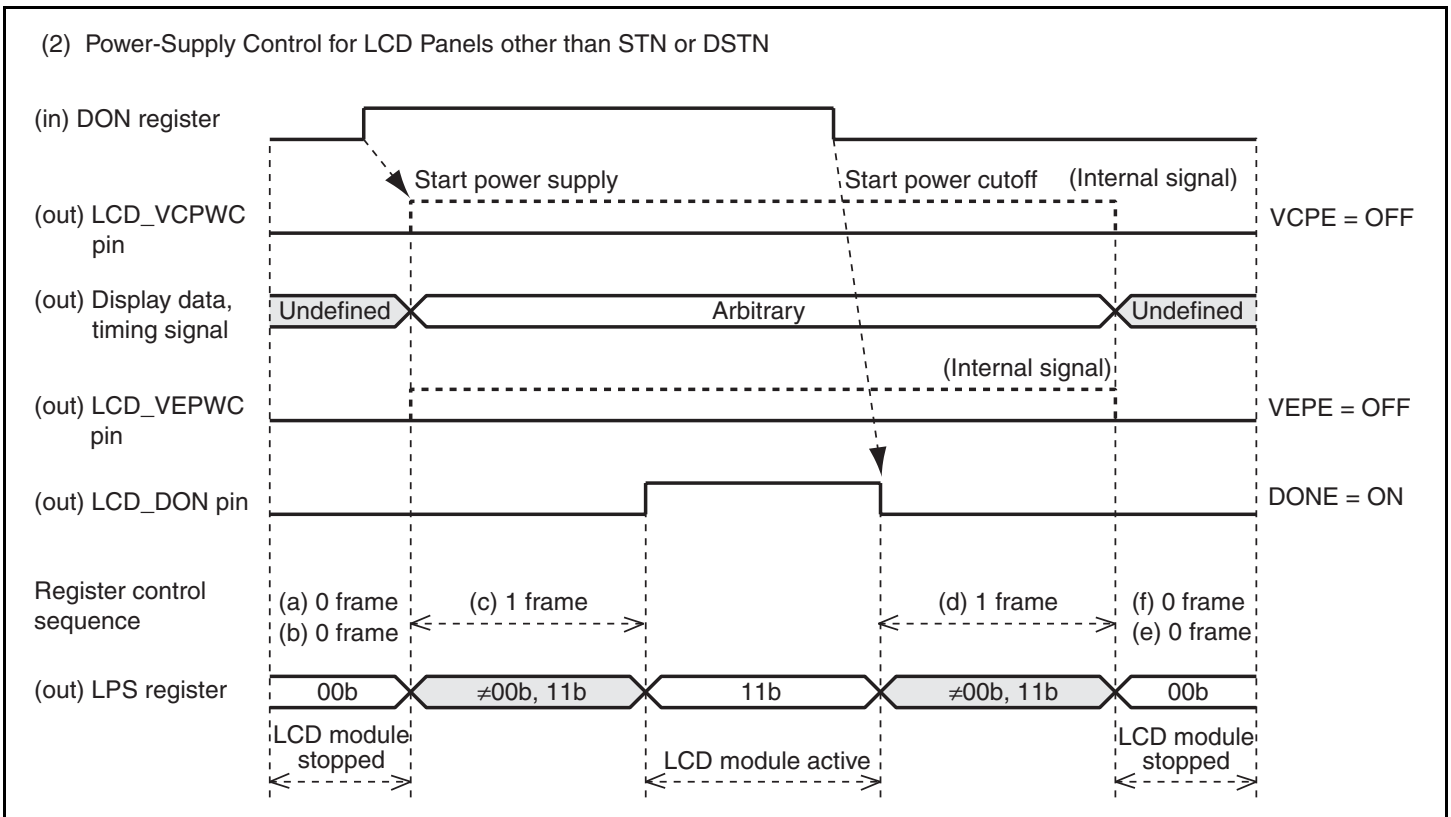 (2) Power-Supply Control for LCD Panels other than STN or DSTN
(in) DON register
Start power supply
Start power cutoff
(Internal signal)
(out) LCD_VCPWC
pin
VCPE = OFF
(out) Display data,
timing signal
Undefined
Arbitrary
Undefined
(Internal signal)
(out) LCD_VEPWC
pin
VEPE = OFF
(out) LCD_DON pin
DONE = ON
Register control
sequence
(a) 0 frame
(b) 0 frame
(c) 1 frame
(d) 1 frame
(f) 0 frame
(e) 0 frame
(out) LPS register
00b
≠00b, 11b
11b
≠00b, 11b
00b
LCD module
stopped
LCD module active
LCD module
stopped